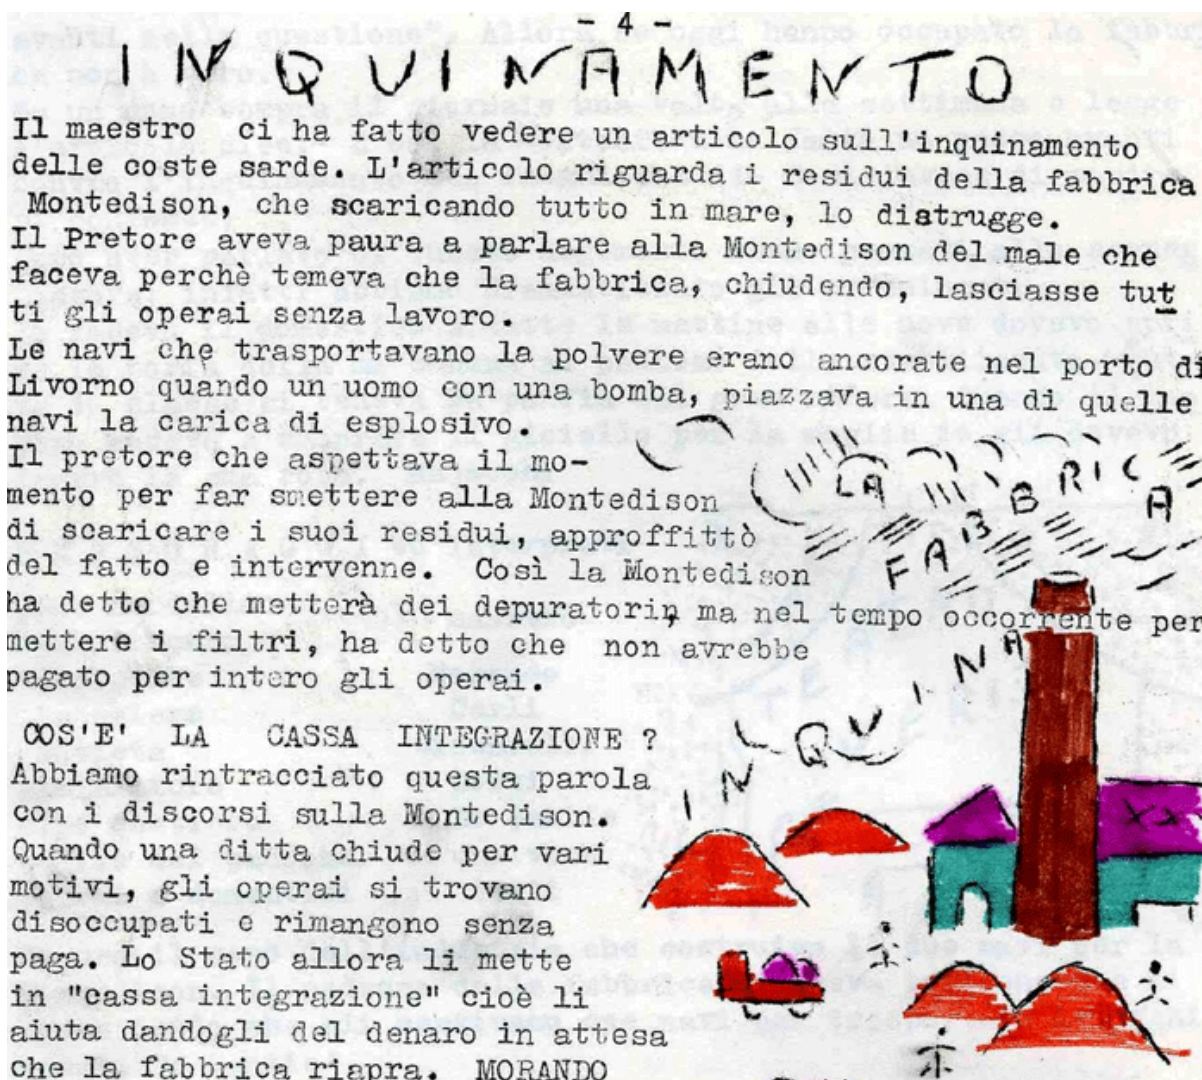 - 4 -
INQUINAMENTO
Il maestro ci ha fatto vedere un articolo sull'inquinamento
delle coste sarde. L'articolo riguarda i residui della fabbrica
Montedison, che scaricando tutto in mare, lo distrugge.
Il Pretore aveva paura a parlare alla Montedison del male che
faceva perchè temeva che la fabbrica, chiudendo, lasciasse tut
ti gli operai senza lavoro.
Le navi che trasportavano la polvere erano ancorate nel porto di
Livorno quando un uomo con una bomba, piazzava in una di quelle
navi la carica di esplosivo.
Il pretore che aspettava il mo-
mento per far smettere alla Montedison
di scaricare i suoi residui, approffittò
del fatto e intervenne. Così la Montedison
ha detto che metterà dei depuratori, ma nel tempo occorrente per
mettere i filtri, ha detto che non avrebbe
pagato per intero gli operai.
LA FABBRICA
INQUINA
COS'E' LA CASSA INTEGRAZIONE ?
Abbiamo rintracciato questa parola
con i discorsi sulla Montedison.
Quando una ditta chiude per vari
motivi, gli operai si trovano
disoccupati e rimangono senza
paga. Lo Stato allora li mette
in "cassa integrazione" cioè li
aiuta dandogli del denaro in attesa
che la fabbrica riapra. MORANDO